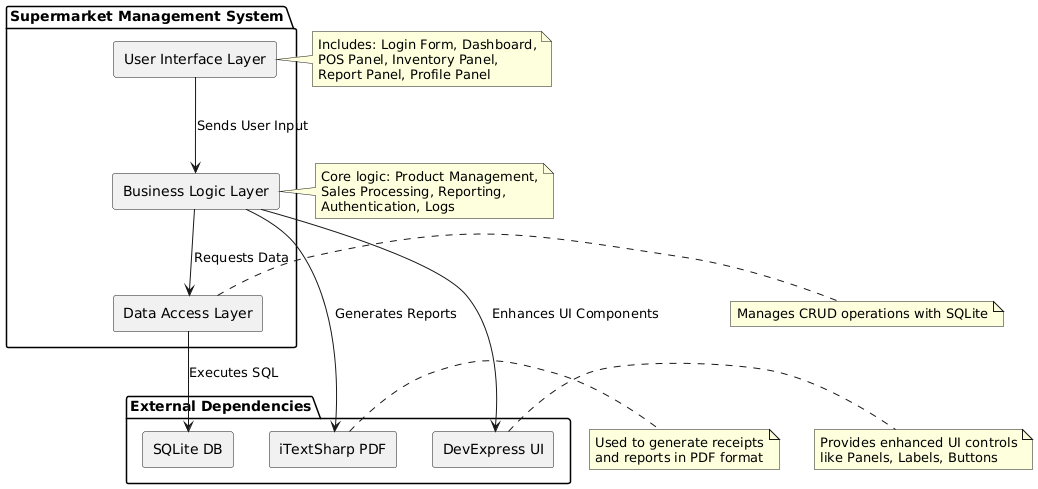 Supermarket Management System
User Interface Layer
Includes: Login Form, Dashboard,
POS Panel, Inventory Panel,
Report Panel, Profile Panel
Sends User Input
Business Logic Layer
Core logic: Product Management,
Sales Processing, Reporting,
Authentication, Logs
Requests Data
Data Access Layer
Generates Reports
Enhances UI Components
Manages CRUD operations with SQLite
Executes SQL
External Dependencies
SQLite DB
iTextSharp PDF
DevExpress UI
Used to generate receipts
and reports in PDF format
Provides enhanced UI controls
like Panels, Labels, Buttons